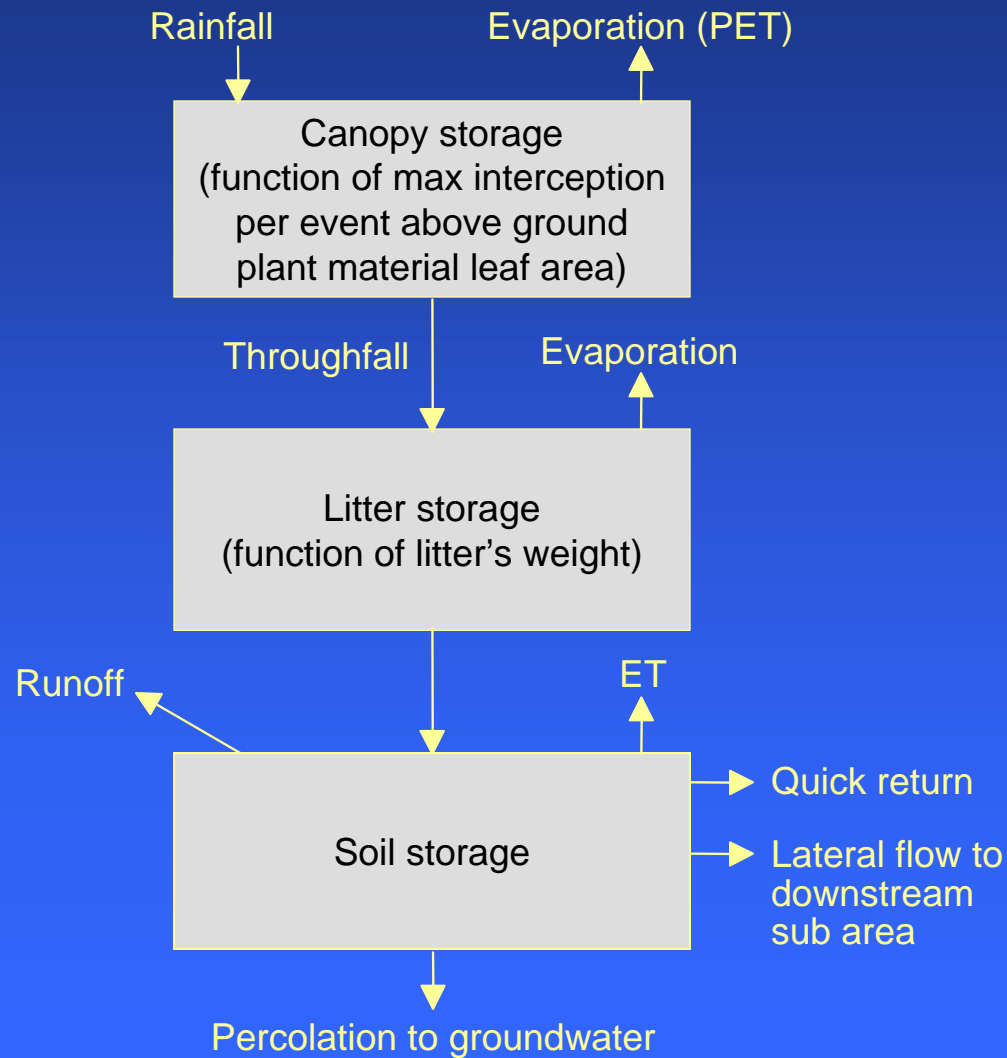 Rainfall
Evaporation (PET)
Canopy storage
(function of max interception
per event above ground
plant material leaf area)
Throughfall
Evaporation
Litter storage
(function of litter’s weight)
Runoff
ET
Soil storage
Quick return
Lateral flow to
downstream
sub area
Percolation to groundwater